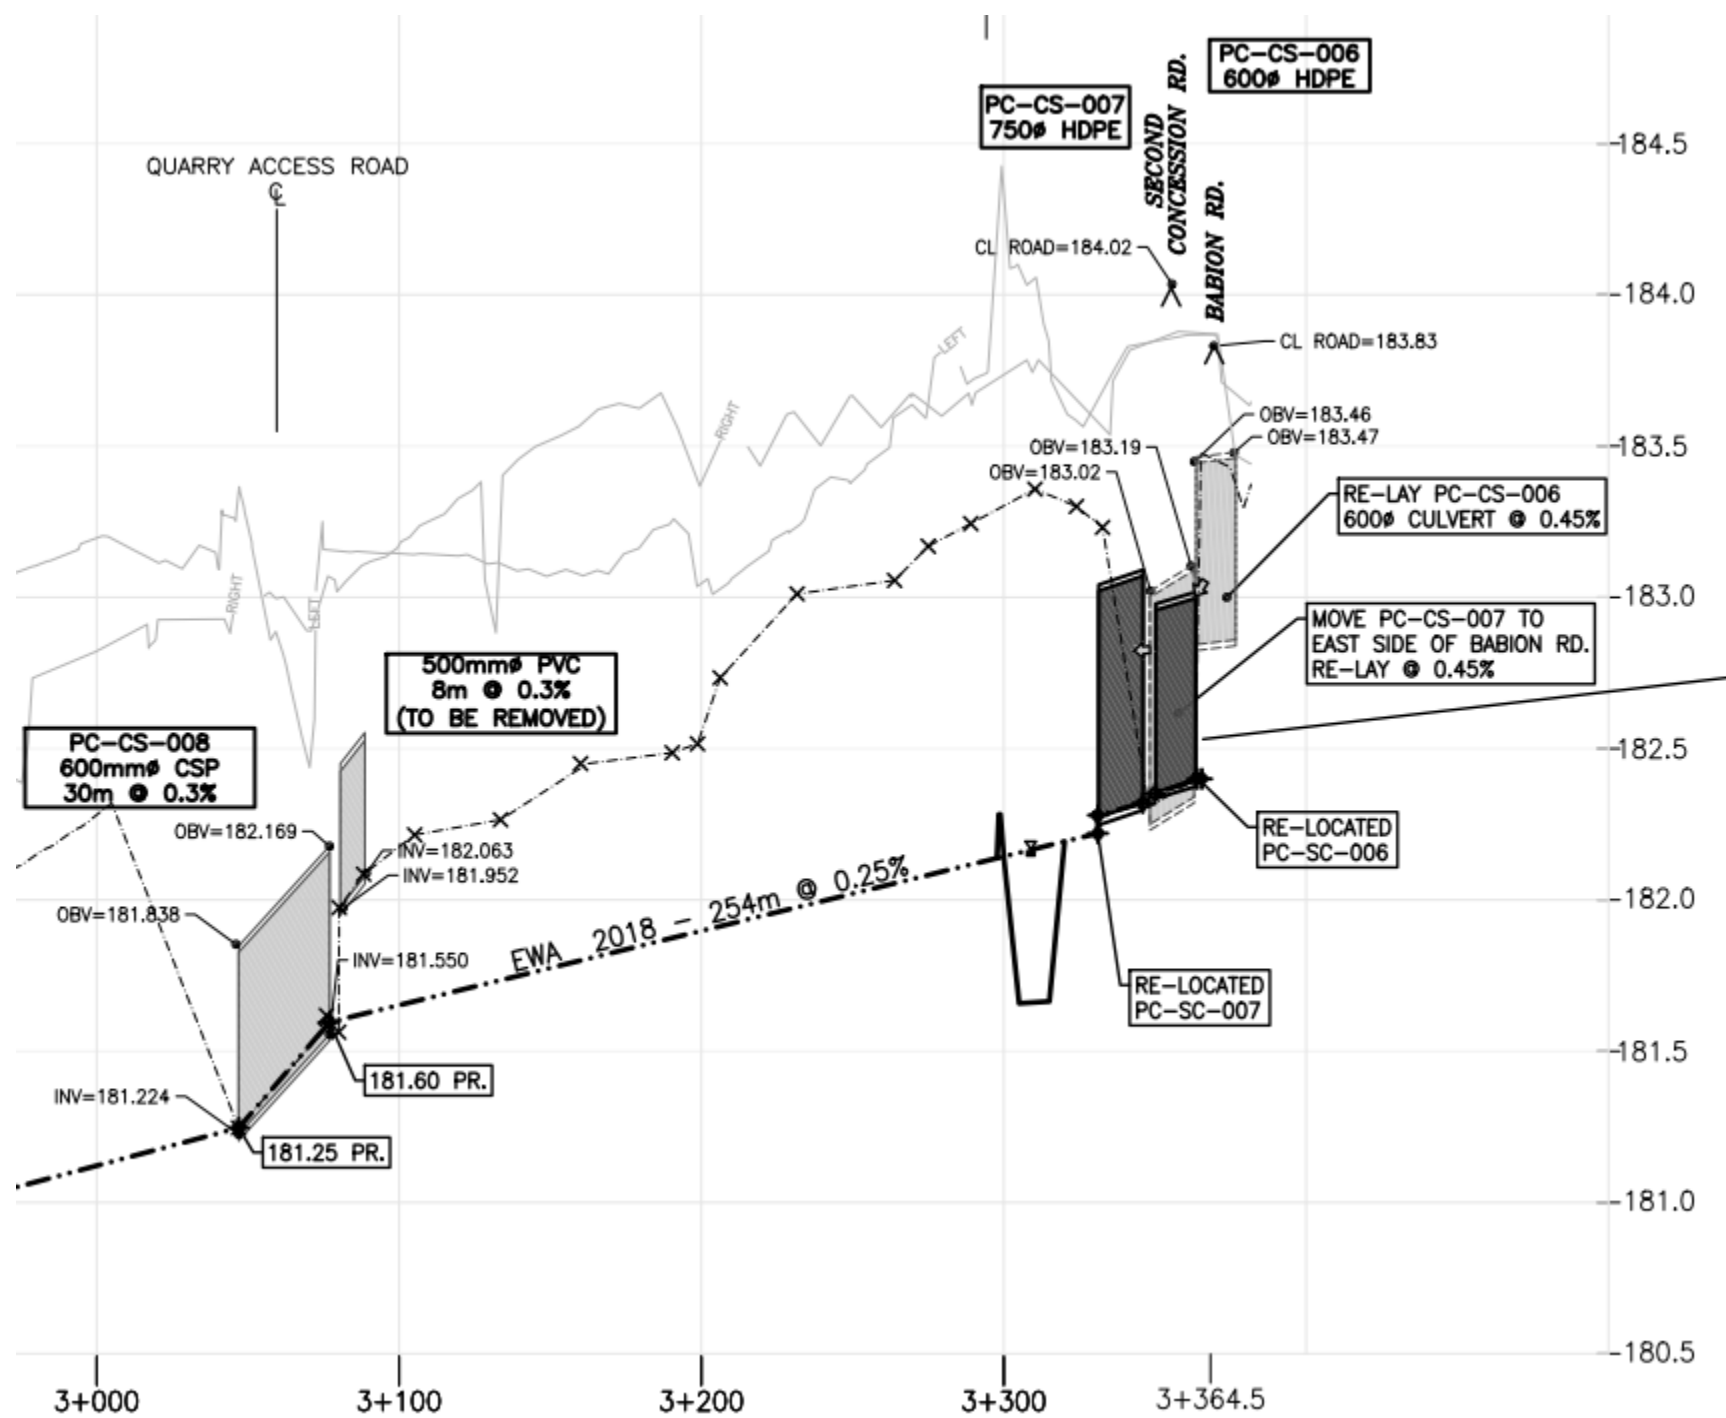 PC-CS-006
600ø HDPE
PC-CS-007
750ø HDPE
SECOND
CONCESSION RD.
BABION RD.
184.5
QUARRY ACCESS ROAD
℄
CL ROAD=184.02
184.0
CL ROAD=183.83
LEFT
RIGHT
OBV=183.46
OBV=183.47
183.5
OBV=183.19
OBV=183.02
RE-LAY PC-CS-006
600ø CULVERT @ 0.45%
RIGHT
LEFT
183.0
MOVE PC-CS-007 TO
EAST SIDE OF BABION RD.
RE-LAY @ 0.45%
500mmø PVC
8m @ 0.3%
(TO BE REMOVED)
PC-CS-008
600mmø CSP
30m @ 0.3%
182.5
OBV=182.169
INV=182.063
INV=181.952
RE-LOCATED
PC-SC-006
OBV=181.838
182.0
EWA 2018 - 254m @ 0.25%
INV=181.550
RE-LOCATED
PC-SC-007
181.5
181.60 PR.
INV=181.224
181.25 PR.
181.0
180.5
3+000
3+100
3+200
3+300
3+364.5